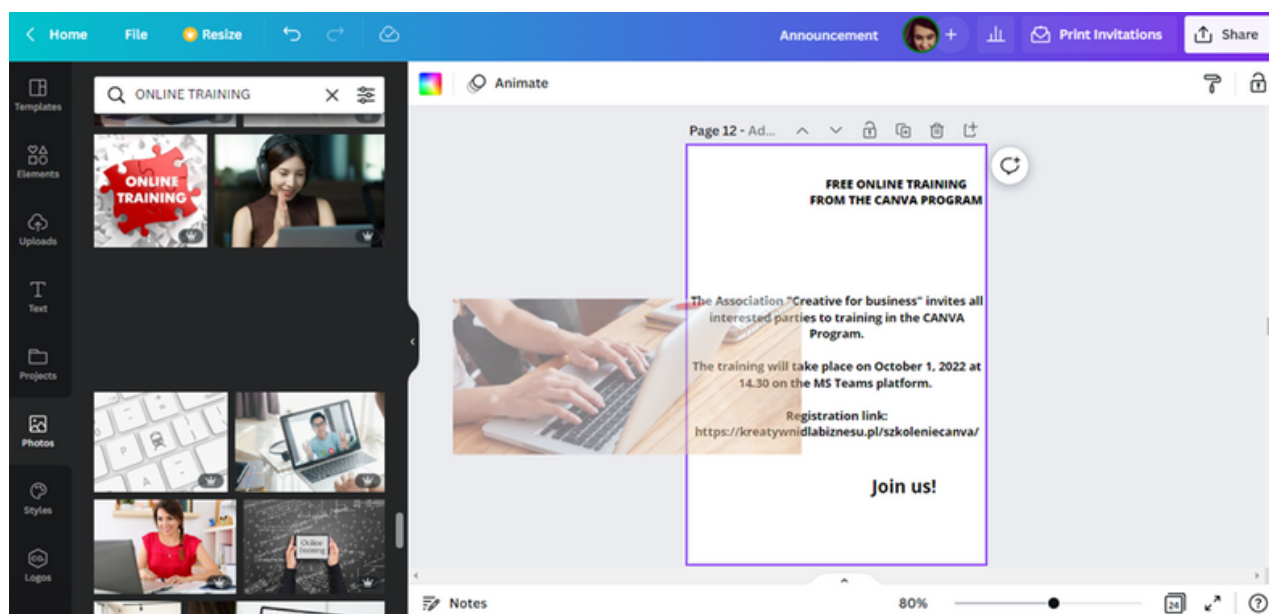 Home File Resize Announcement + Print Invitations Share
Templates
Elements
Uploads
Text
Projects
Photos
Styles
CO.
Logos
ONLINE TRAINING
ONLINE
TRAINING
P
A
Online
Training
Animate
Page 12 - Ad...
FREE ONLINE TRAINING
FROM THE CANVA PROGRAM
The Association "Creative for business" invites all
interested parties to training in the CANVA
Program.
The training will take place on October 1, 2022 at
14.30 on the MS Teams platform.
Registration link:
https://kreatywnidlabiznesu.pl/szkoleniecanva/
Join us!
Notes 80% 24 ?